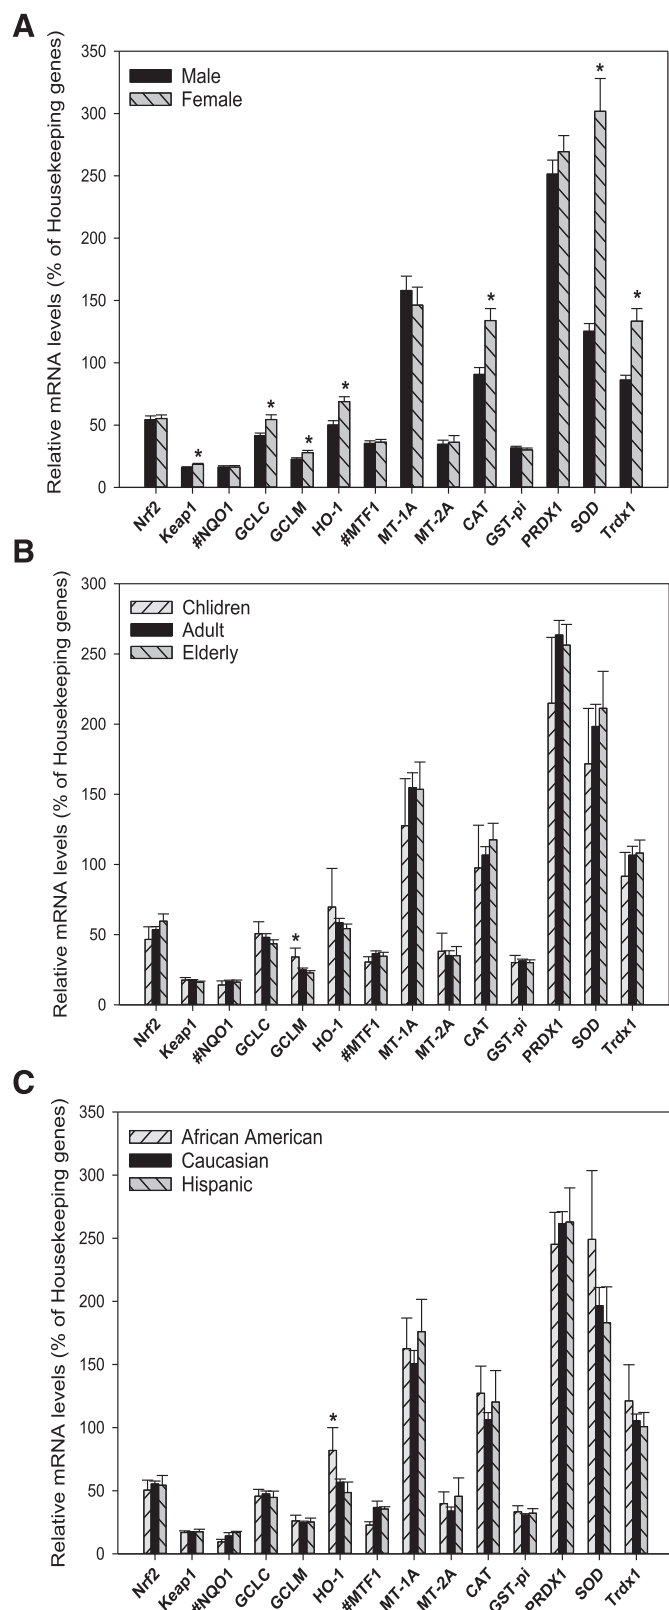 A
Relative mRNA levels (% of Housekeeping genes)
350
300
250
200
150
100
50
0
Male
Female
* * * * * * *
Nrf2 Keap1 #NQO1 GCLC GCLM HO-1 #MTF1 MT-1A MT-2A CAT GST-pi PRDX1 SOD Trdx1
B
Relative mRNA levels (% of Housekeeping genes)
300
250
200
150
100
50
0
Chlidren
Adult
Elderly
*
Nrf2 Keap1 #NQO1 GCLC GCLM HO-1 #MTF1 MT-1A MT-2A CAT GST-pi PRDX1 SOD Trdx1
C
Relative mRNA levels (% of Housekeeping genes)
350
300
250
200
150
100
50
0
African American
Caucasian
Hispanic
*
Nrf2 Keap1 #NQO1 GCLC GCLM HO-1 #MTF1 MT-1A MT-2A CAT GST-pi PRDX1 SOD Trdx1